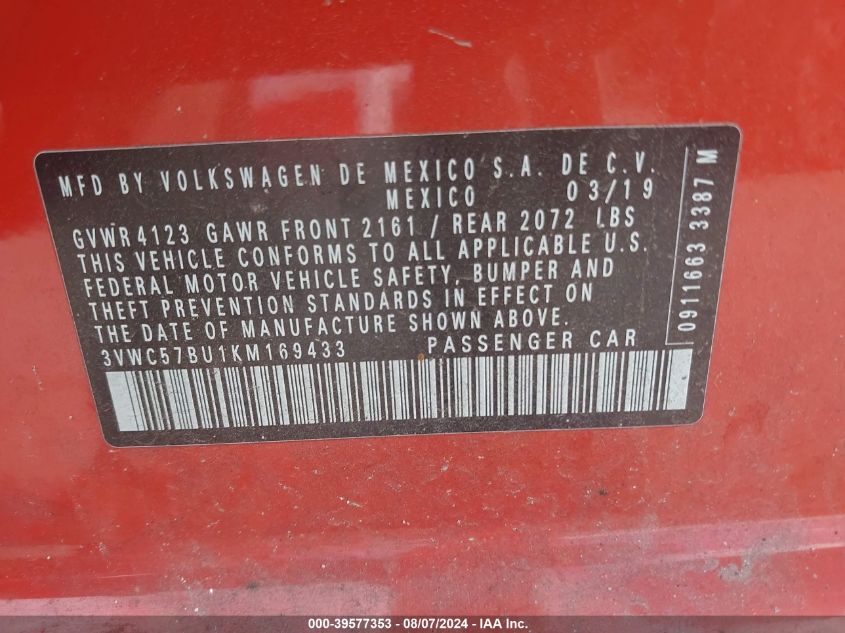 MFD BY VOLKSWAGEN DE MEXICO S.A. DE C.V.
MEXICO 03/19
GVWR 4123 GAWR FRONT 2161 / REAR 2072 LBS
THIS VEHICLE CONFORMS TO ALL APPLICABLE U.S.
FEDERAL MOTOR VEHICLE SAFETY, BUMPER AND
THEFT PREVENTION STANDARDS IN EFFECT ON
THE DATE OF MANUFACTURE SHOWN ABOVE.
3VWC57BU1KM169433 PASSENGER CAR
0911663 3387 M
000-39577353 - 08/07/2024 - IAA Inc.